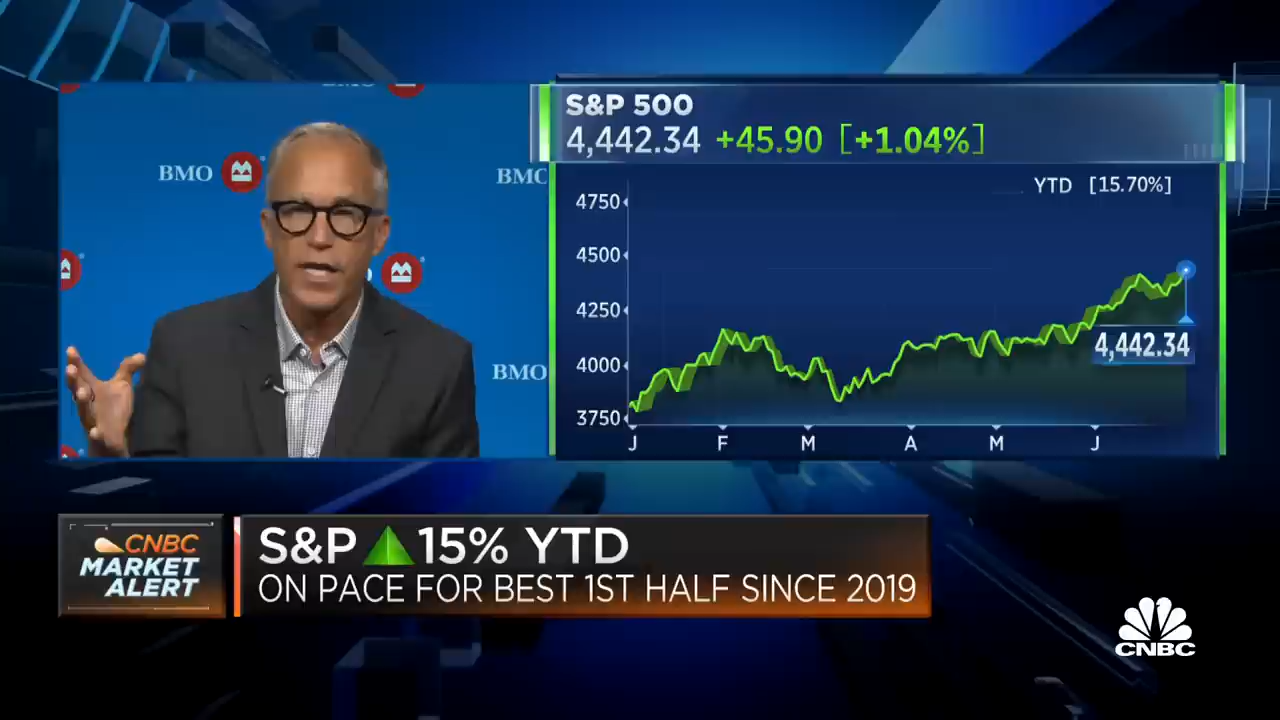 BMO
BMO
BMC
BMO
S&P 500
4,442.34 +45.90 [+1.04%]
YTD [15.70%]
4750
4500
4250
4000
3750
4,442.34
J F M A M J
CNBC
MARKET
ALERT
S&P 15% YTD
ON PACE FOR BEST 1ST HALF SINCE 2019
CNBC